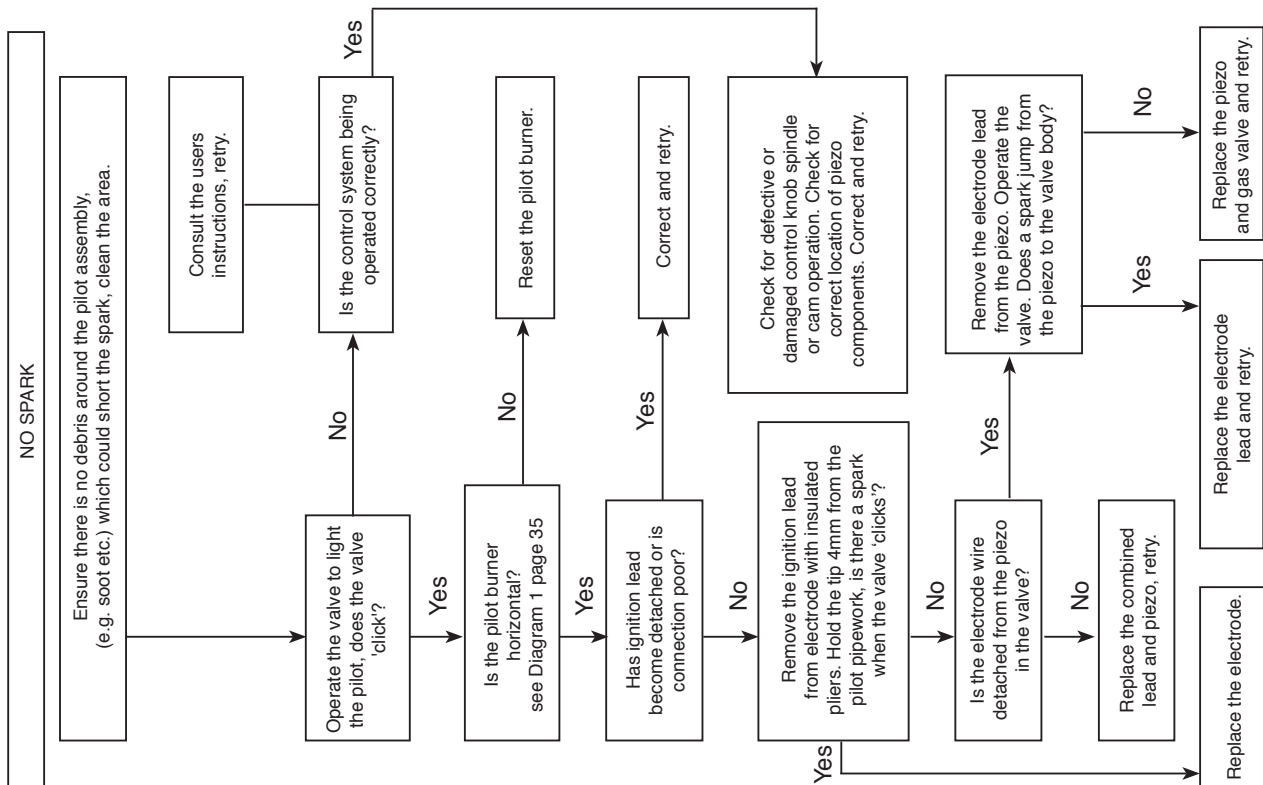 NO SPARK
Ensure there is no debris around the pilot assembly,
(e.g. soot etc.) which could short the spark, clean the area.
Operate the valve to light
the pilot, does the valve
'click'?
No
Is the control system being
operated correctly?
Consult the users
instructions, retry.
Yes
Check for defective or
damaged control knob spindle
or cam operation. Check for
correct location of piezo
components. Correct and retry.
Yes
Is the pilot burner
horizontal?
see Diagram 1 page 35
No
Reset the pilot burner.
Yes
Has ignition lead
become detached or is
connection poor?
Yes
Correct and retry.
No
Remove the ignition lead
from electrode with insulated
pliers. Hold the tip 4mm from the
pilot pipework, is there a spark
when the valve 'clicks'?
Yes
Replace the electrode.
No
Is the electrode wire
detached from the piezo
in the valve?
Yes
Remove the electrode lead
from the piezo. Operate the
valve. Does a spark jump from
the piezo to the valve body?
No
Replace the combined
lead and piezo, retry.
Yes
Replace the electrode
lead and retry.
No
Replace the piezo
and gas valve and retry.